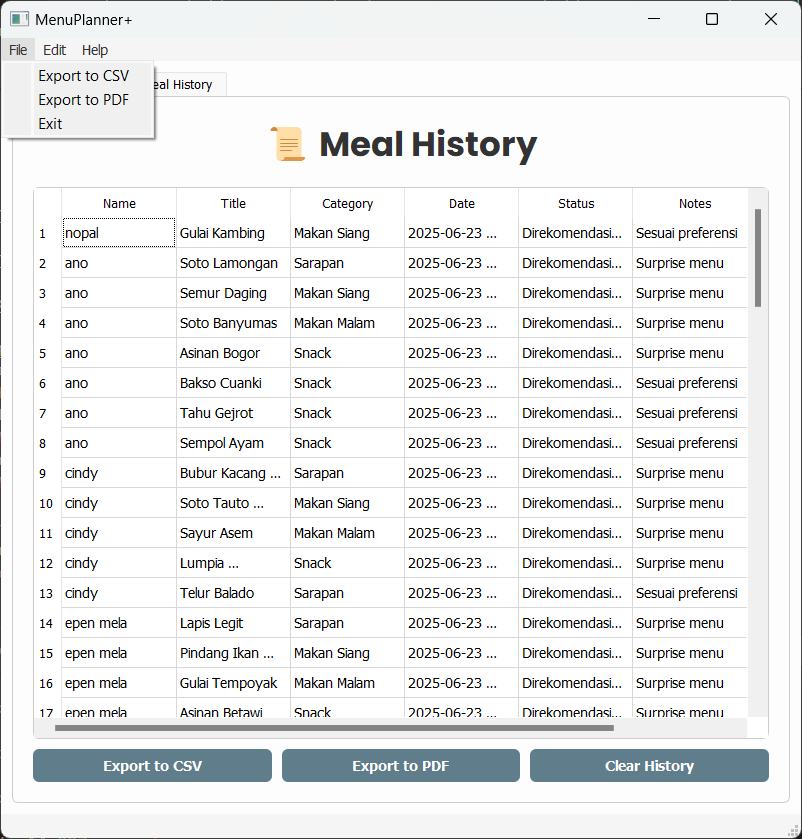 MenuPlanner+
File Edit Help
Export to CSV
Export to PDF
Exit
eal History
Meal History
Name Title Category Date Status Notes
1 nopal Gulai Kambing Makan Siang 2025-06-23 ... Direkomendasi... Sesuai preferensi
2 ano Soto Lamongan Sarapan 2025-06-23 ... Direkomendasi... Surprise menu
3 ano Semur Daging Makan Siang 2025-06-23 ... Direkomendasi... Surprise menu
4 ano Soto Banyumas Makan Malam 2025-06-23 ... Direkomendasi... Surprise menu
5 ano Asinan Bogor Snack 2025-06-23 ... Direkomendasi... Surprise menu
6 ano Bakso Cuanki Snack 2025-06-23 ... Direkomendasi... Sesuai preferensi
7 ano Tahu Gejrot Snack 2025-06-23 ... Direkomendasi... Sesuai preferensi
8 ano Sempol Ayam Snack 2025-06-23 ... Direkomendasi... Sesuai preferensi
9 cindy Bubur Kacang ... Sarapan 2025-06-23 ... Direkomendasi... Surprise menu
10 cindy Soto Tauto ... Makan Siang 2025-06-23 ... Direkomendasi... Surprise menu
11 cindy Sayur Asem Makan Malam 2025-06-23 ... Direkomendasi... Surprise menu
12 cindy Lumpia ... Snack 2025-06-23 ... Direkomendasi... Surprise menu
13 cindy Telur Balado Sarapan 2025-06-23 ... Direkomendasi... Sesuai preferensi
14 epen mela Lapis Legit Sarapan 2025-06-23 ... Direkomendasi... Surprise menu
15 epen mela Pindang Ikan ... Makan Siang 2025-06-23 ... Direkomendasi... Surprise menu
16 epen mela Gulai Tempoyak Makan Malam 2025-06-23 ... Direkomendasi... Surprise menu
17 epen mela Asinan Betawi Snack 2025-06-23 ... Direkomendasi... Surprise menu
Export to CSV Export to PDF Clear History